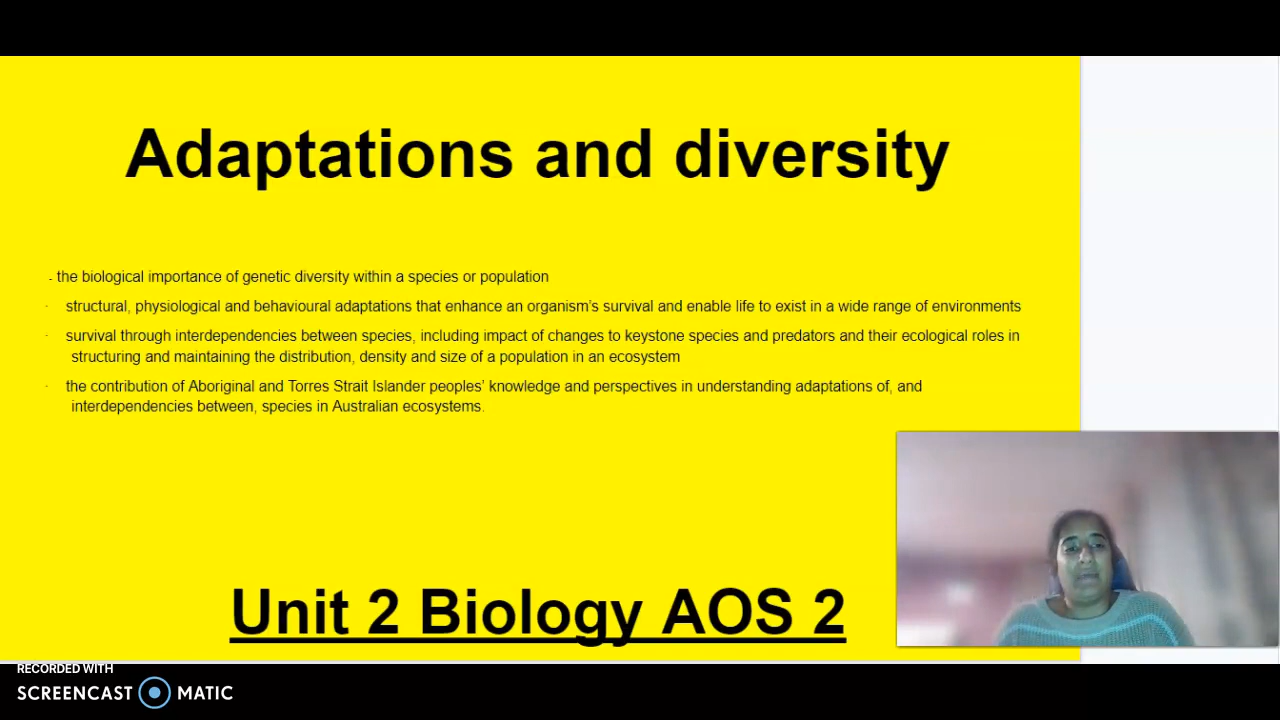 Adaptations and diversity
- the biological importance of genetic diversity within a species or population
· structural, physiological and behavioural adaptations that enhance an organism's survival and enable life to exist in a wide range of environments
· survival through interdependencies between species, including impact of changes to keystone species and predators and their ecological roles in
structuring and maintaining the distribution, density and size of a population in an ecosystem
· the contribution of Aboriginal and Torres Strait Islander peoples' knowledge and perspectives in understanding adaptations of, and
interdependencies between, species in Australian ecosystems.
Unit 2 Biology AOS 2
RECORDED WITH
SCREENCAST MATIC